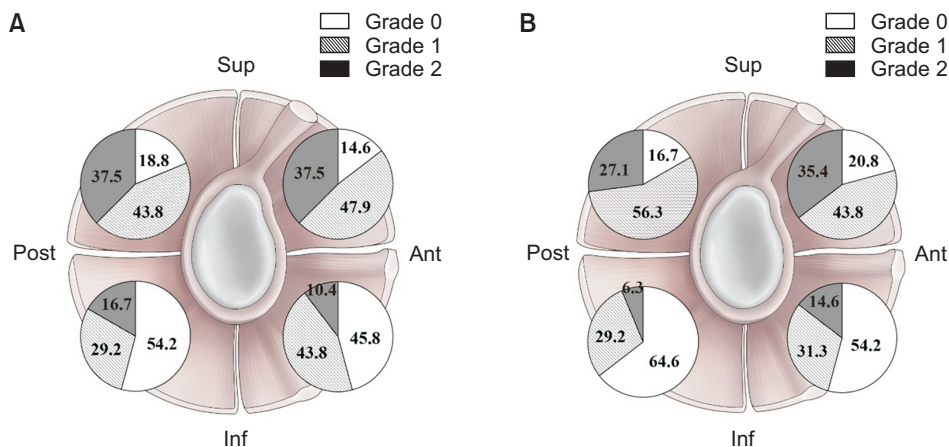 A
Grade 0
Grade 1
Grade 2
Sup
18.8
37.5
43.8
14.6
37.5
47.9
Post
Ant
16.7
29.2
54.2
10.4
43.8
45.8
Inf
B
Grade 0
Grade 1
Grade 2
Sup
27.1
16.7
56.3
35.4
20.8
43.8
Post
Ant
6.3
29.2
64.6
14.6
31.3
54.2
Inf